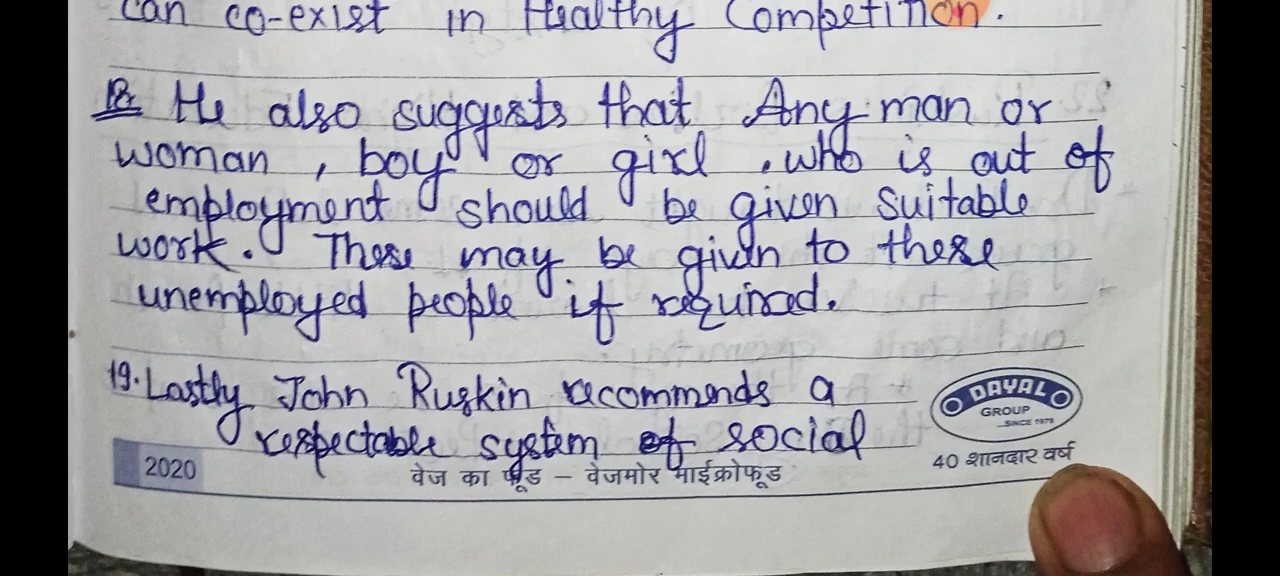 can co-exist in Healthy Competition.
He also suggests that Any man or
woman, boy or girl, who is out of
employment should be given suitable
work. These may be given to these
unemployed people if required.
19. Lastly John Ruskin recommends a
respectable system of social
DAYAL
GROUP
...SINCE 1979
40 शानदार वर्ष
2020
वेज का फूड – वेजमोर माईक्रोफूड